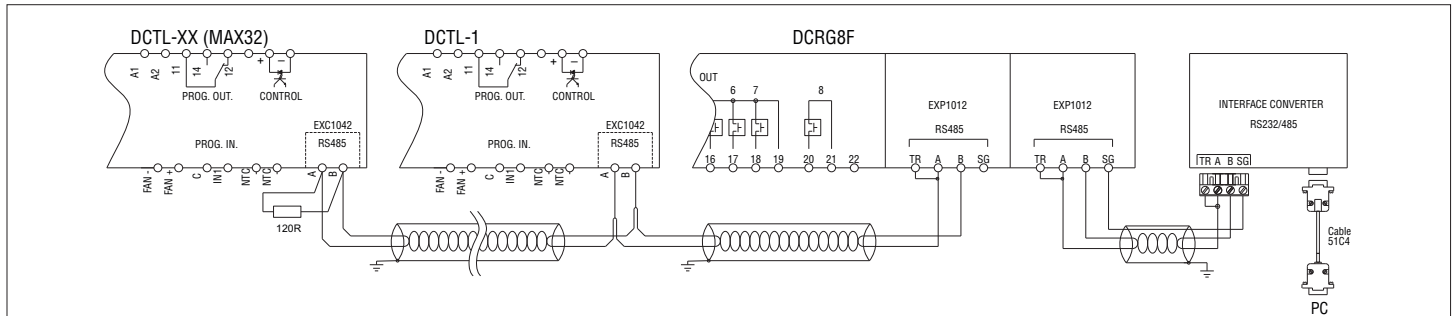 DCTL-XX (MAX32)
A1 A2 11 14 12 + −
PROG. OUT. CONTROL
EXC1042
PROG. IN. RS485
FAN - FAN + C IN1 NTC NTC A B
120R
DCTL-1
A1 A2 11 14 12 + −
PROG. OUT. CONTROL
EXC1042
PROG. IN. RS485
FAN - FAN + C IN1 NTC NTC A B
DCRG8F
OUT
6 7 8
16 17 18 19 20 21 22
EXP1012
RS485
TR A B SG
EXP1012
RS485
TR A B SG
INTERFACE CONVERTER
RS232/485
TR A B SG
Cable
51C4
PC